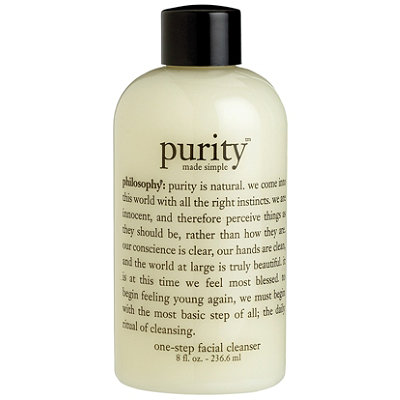 purity™
made simple
philosophy: purity is natural. we come into
this world with all the right instincts. we are
innocent, and therefore perceive things as
they should be, rather than how they are.
our conscience is clear, our hands are clean,
and the world at large is truly beautiful. it
is at this time we feel most blessed. to
begin feeling young again, we must begin
with the most basic step of all; the daily
ritual of cleansing.
one-step facial cleanser
8 fl. oz. - 236.6 ml